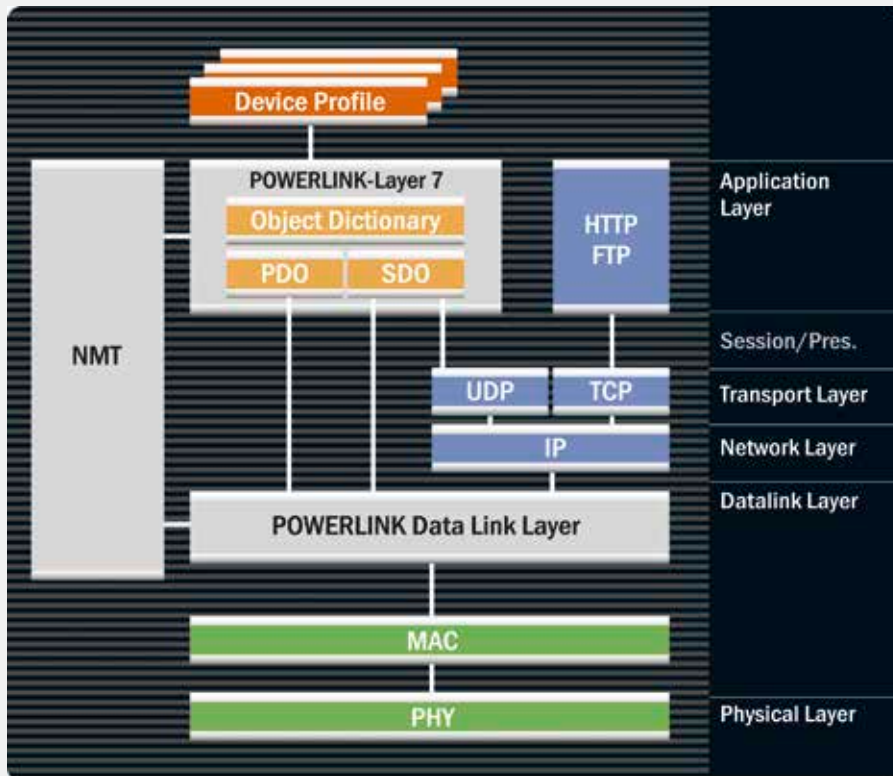 Device Profile
POWERLINK-Layer 7
Object Dictionary
PDO
SDO
HTTP
FTP
Application
Layer
NMT
Session/Pres.
UDP
TCP
Transport Layer
IP
Network Layer
POWERLINK Data Link Layer
Datalink Layer
MAC
PHY
Physical Layer